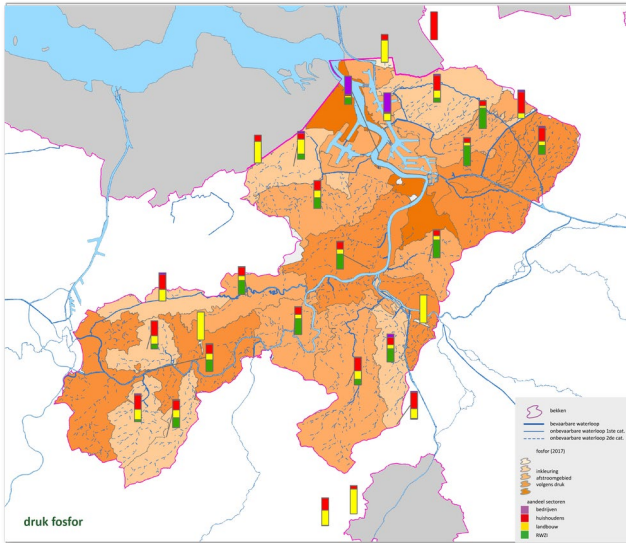 bekken
bevaarbare waterloop
onbevaarbare waterloop 1ste cat.
onbevaarbare waterloop 2de cat.
fosfor (2017)
inkleuring
afstroomgebied
volgens druk
aandeel sectoren
bedrijven
huishoudens
landbouw
RWZI
druk fosfor